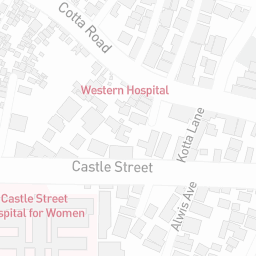 Cotta Road
Western Hospital
Kotta Lane
Castle Street
Castle Street
spital for Women
Alwis Ave